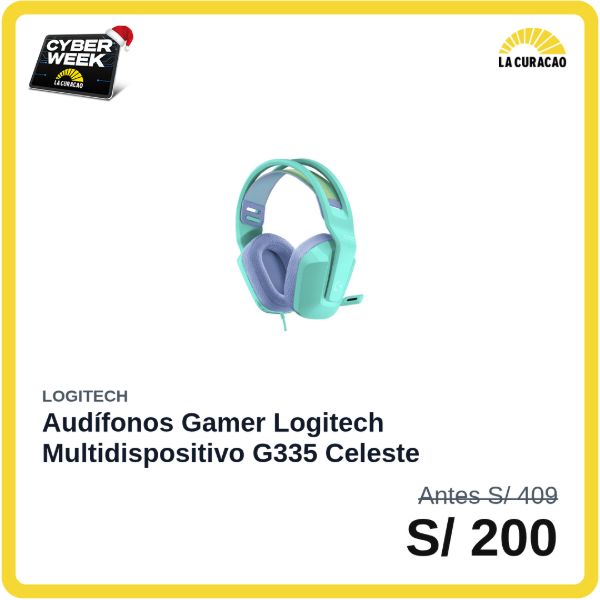 CYBER
WEEK
LA CURACAO
LA CURACAO
LOGITECH
Audífonos Gamer Logitech
Multidispositivo G335 Celeste
Antes S/ 409
S/ 200